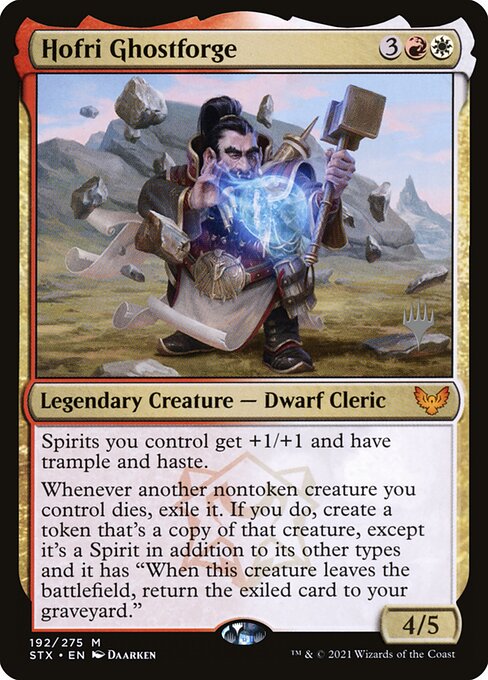 Hofri Ghostforge 3
Legendary Creature — Dwarf Cleric
Spirits you control get +1/+1 and have
trample and haste.
Whenever another nontoken creature you
control dies, exile it. If you do, create a
token that's a copy of that creature, except
it's a Spirit in addition to its other types
and it has “When this creature leaves the
battlefield, return the exiled card to your
graveyard.”
4/5
192/275 M
STX • EN DAARKEN
™ & © 2021 Wizards of the Coast